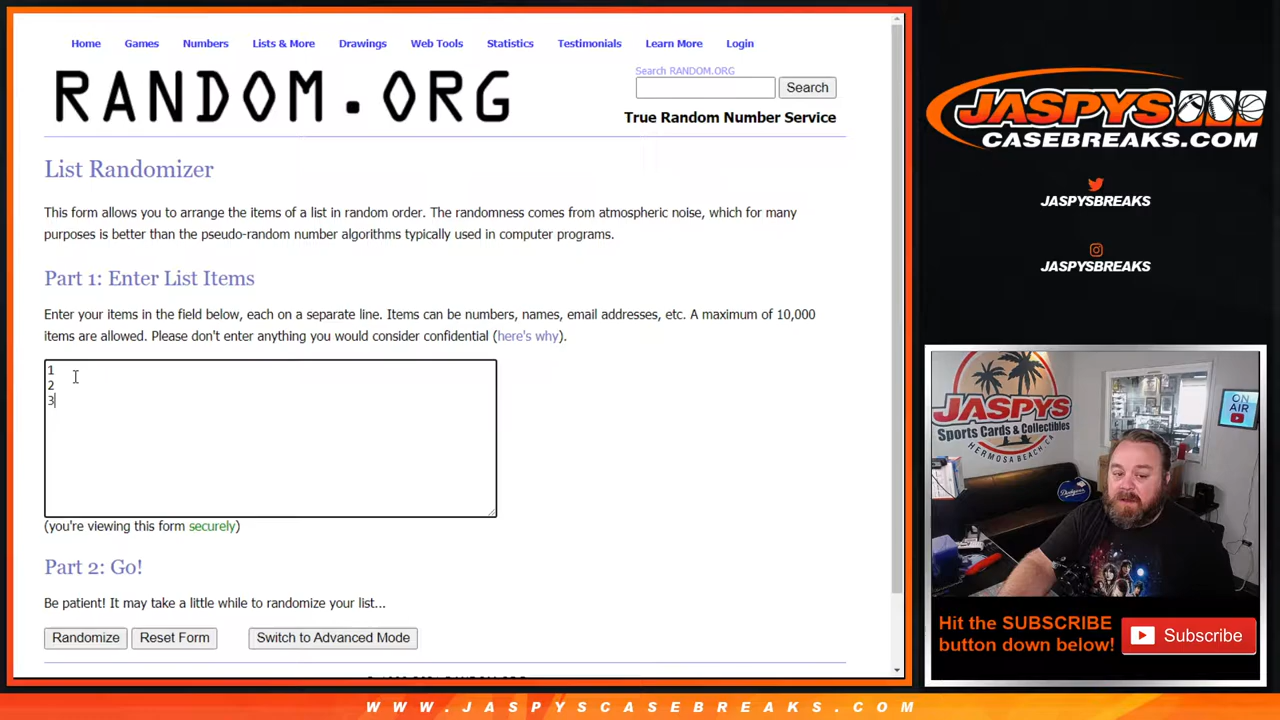 Home Games Numbers Lists & More Drawings Web Tools Statistics Testimonials Learn More Login
RANDOM.ORG
Search RANDOM.ORG
Search
True Random Number Service
List Randomizer
This form allows you to arrange the items of a list in random order. The randomness comes from atmospheric noise, which for many
purposes is better than the pseudo-random number algorithms typically used in computer programs.
Part 1: Enter List Items
Enter your items in the field below, each on a separate line. Items can be numbers, names, email addresses, etc. A maximum of 10,000
items are allowed. Please don't enter anything you would consider confidential (here's why).
1
2
3
(you're viewing this form securely)
Part 2: Go!
Be patient! It may take a little while to randomize your list...
Randomize Reset Form Switch to Advanced Mode
JASPYS
CASEBREAKS.COM
JASPYSBREAKS
JASPYSBREAKS
JASPYS
Sports Cards & Collectibles
HERMOSA BEACH CA
ON
AIR
Dodgers
Hit the SUBSCRIBE
button down below!
Subscribe
WWW.JASPYSCASEBREAKS.COM